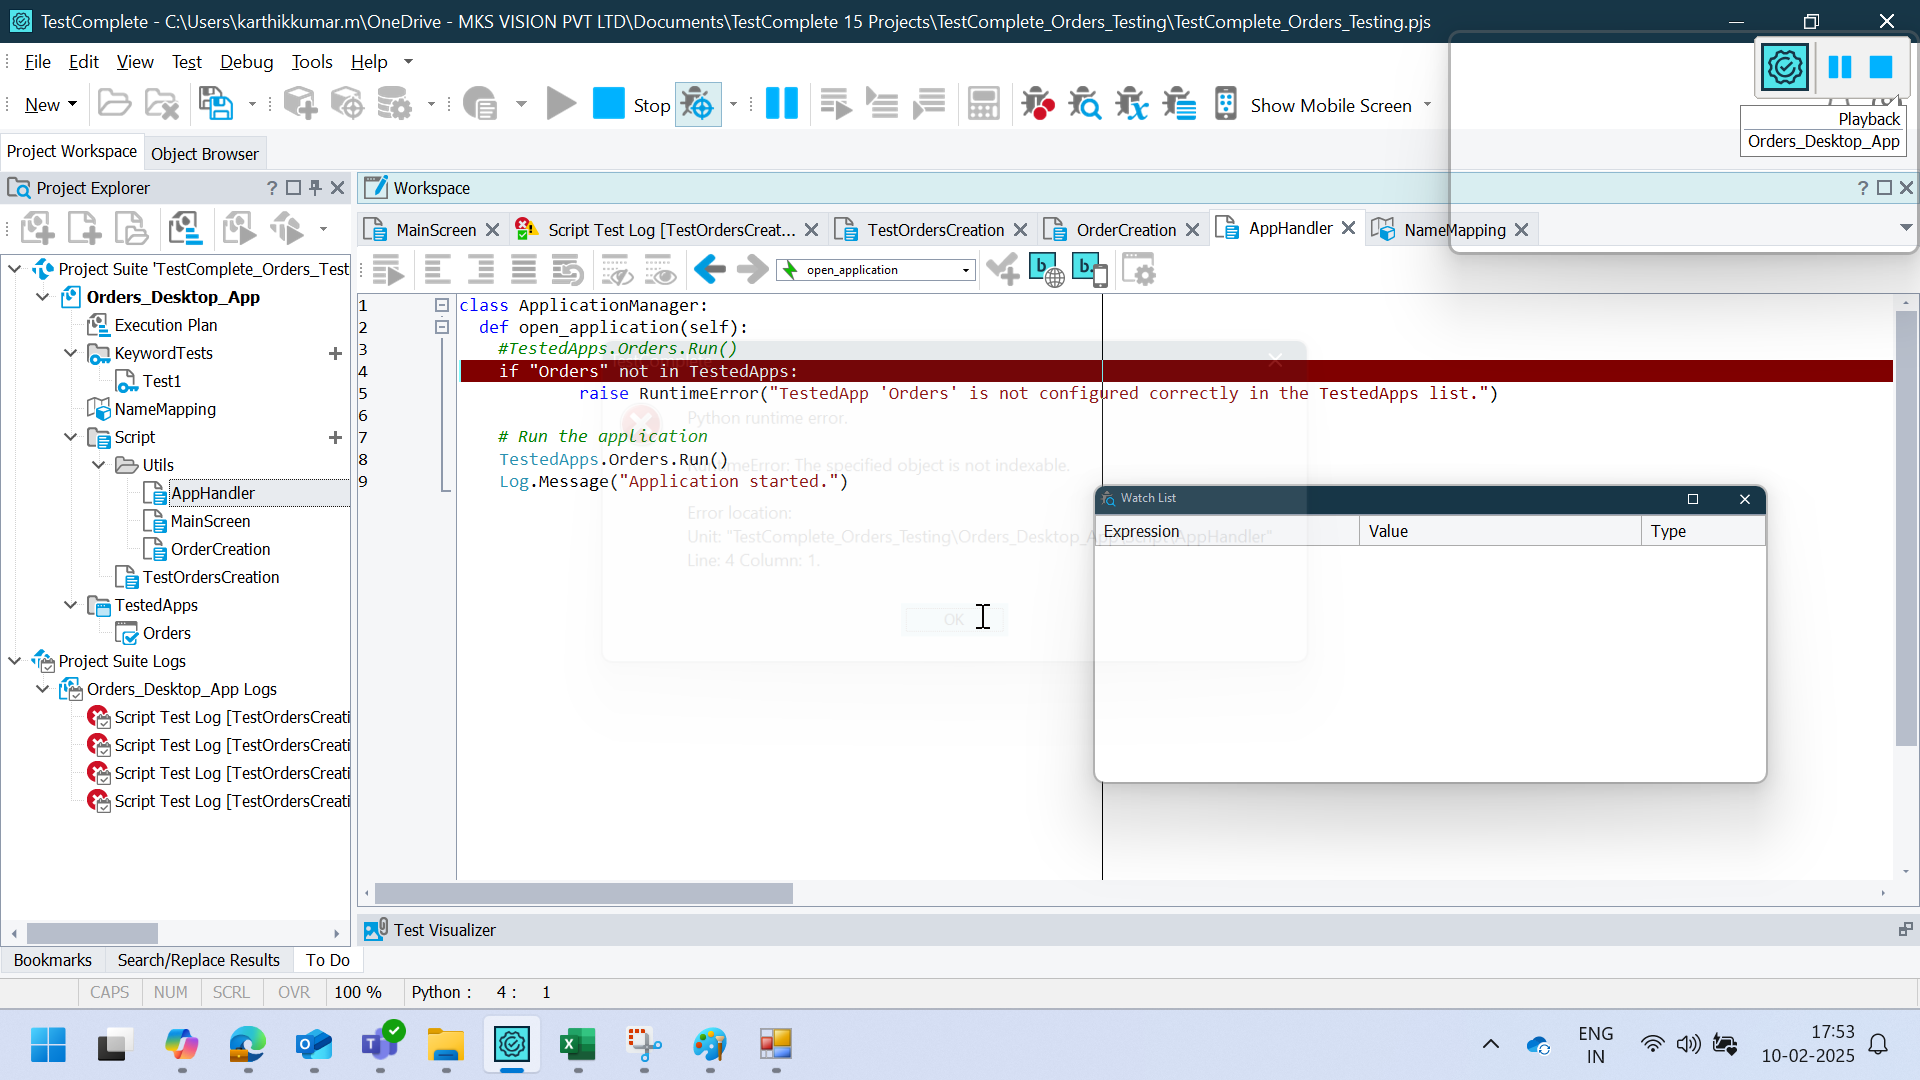 TestComplete - C:\Users\karthikkumar.m\OneDrive - MKS VISION PVT LTD\Documents\TestComplete 15 Projects\TestComplete_Orders_Testing\TestComplete_Orders_Testing.pjs
File Edit View Test Debug Tools Help
New Stop Show Mobile Screen
Playback
Orders_Desktop_App
Project Workspace Object Browser
Project Explorer
Workspace
MainScreen Script Test Log [TestOrdersCreat... TestOrdersCreation OrderCreation AppHandler NameMapping
open_application
Project Suite 'TestComplete_Orders_Test
Orders_Desktop_App
Execution Plan
KeywordTests
Test1
NameMapping
Script
Utils
AppHandler
MainScreen
OrderCreation
TestOrdersCreation
TestedApps
Orders
Project Suite Logs
Orders_Desktop_App Logs
Script Test Log [TestOrdersCreati
Script Test Log [TestOrdersCreati
Script Test Log [TestOrdersCreati
Script Test Log [TestOrdersCreati
1 class ApplicationManager:
2 def open_application(self):
3 #TestedApps.Orders.Run()
4 if "Orders" not in TestedApps:
5 raise RuntimeError("TestedApp 'Orders' is not configured correctly in the TestedApps list.")
6
7 # Run the application
8 TestedApps.Orders.Run()
9 Log.Message("Application started.")
Python runtime error.
RuntimeError: The specified object is not indexable.
Error location:
Unit: "TestComplete_Orders_Testing\Orders_Desktop_App\Script\AppHandler"
Line: 4 Column: 1.
OK
Watch List
Expression Value Type
Test Visualizer
Bookmarks Search/Replace Results To Do
CAPS NUM SCRL OVR 100 % Python : 4 : 1
ENG
IN
17:53
10-02-2025